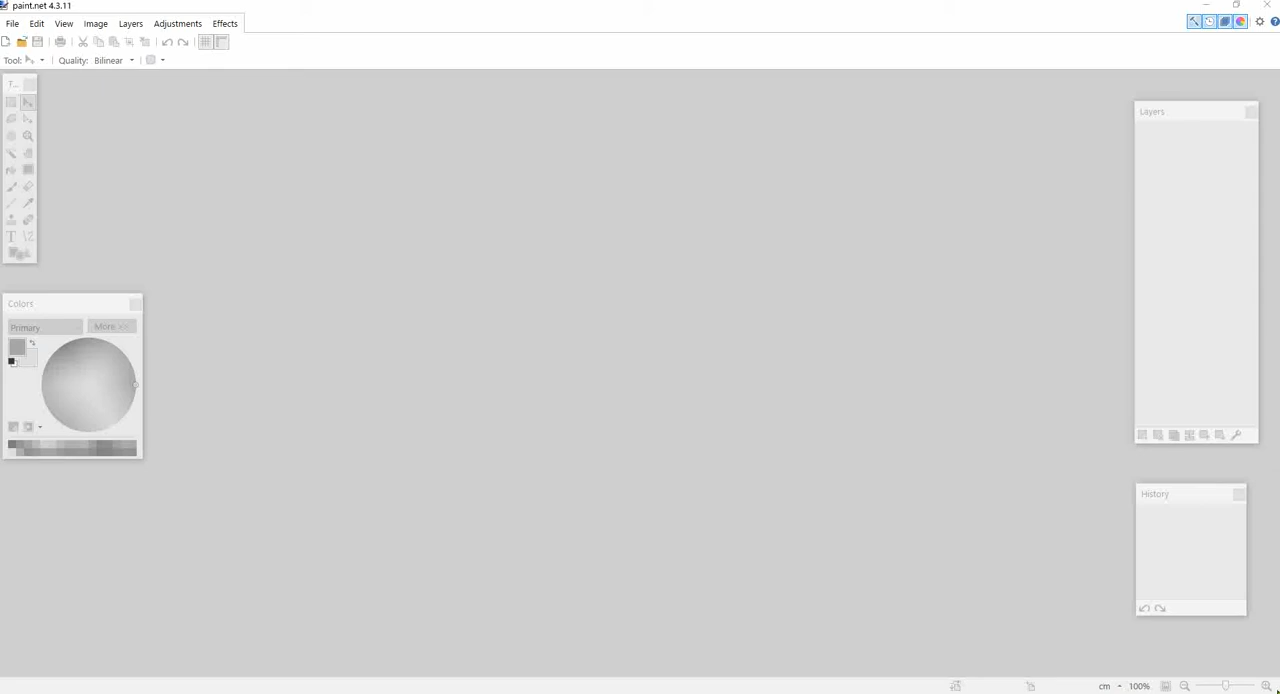 paint.net 4.3.11
File Edit View Image Layers Adjustments Effects
Tool: Quality: Bilinear
T...
Layers
Colors
Primary More >>
History
cm 100%